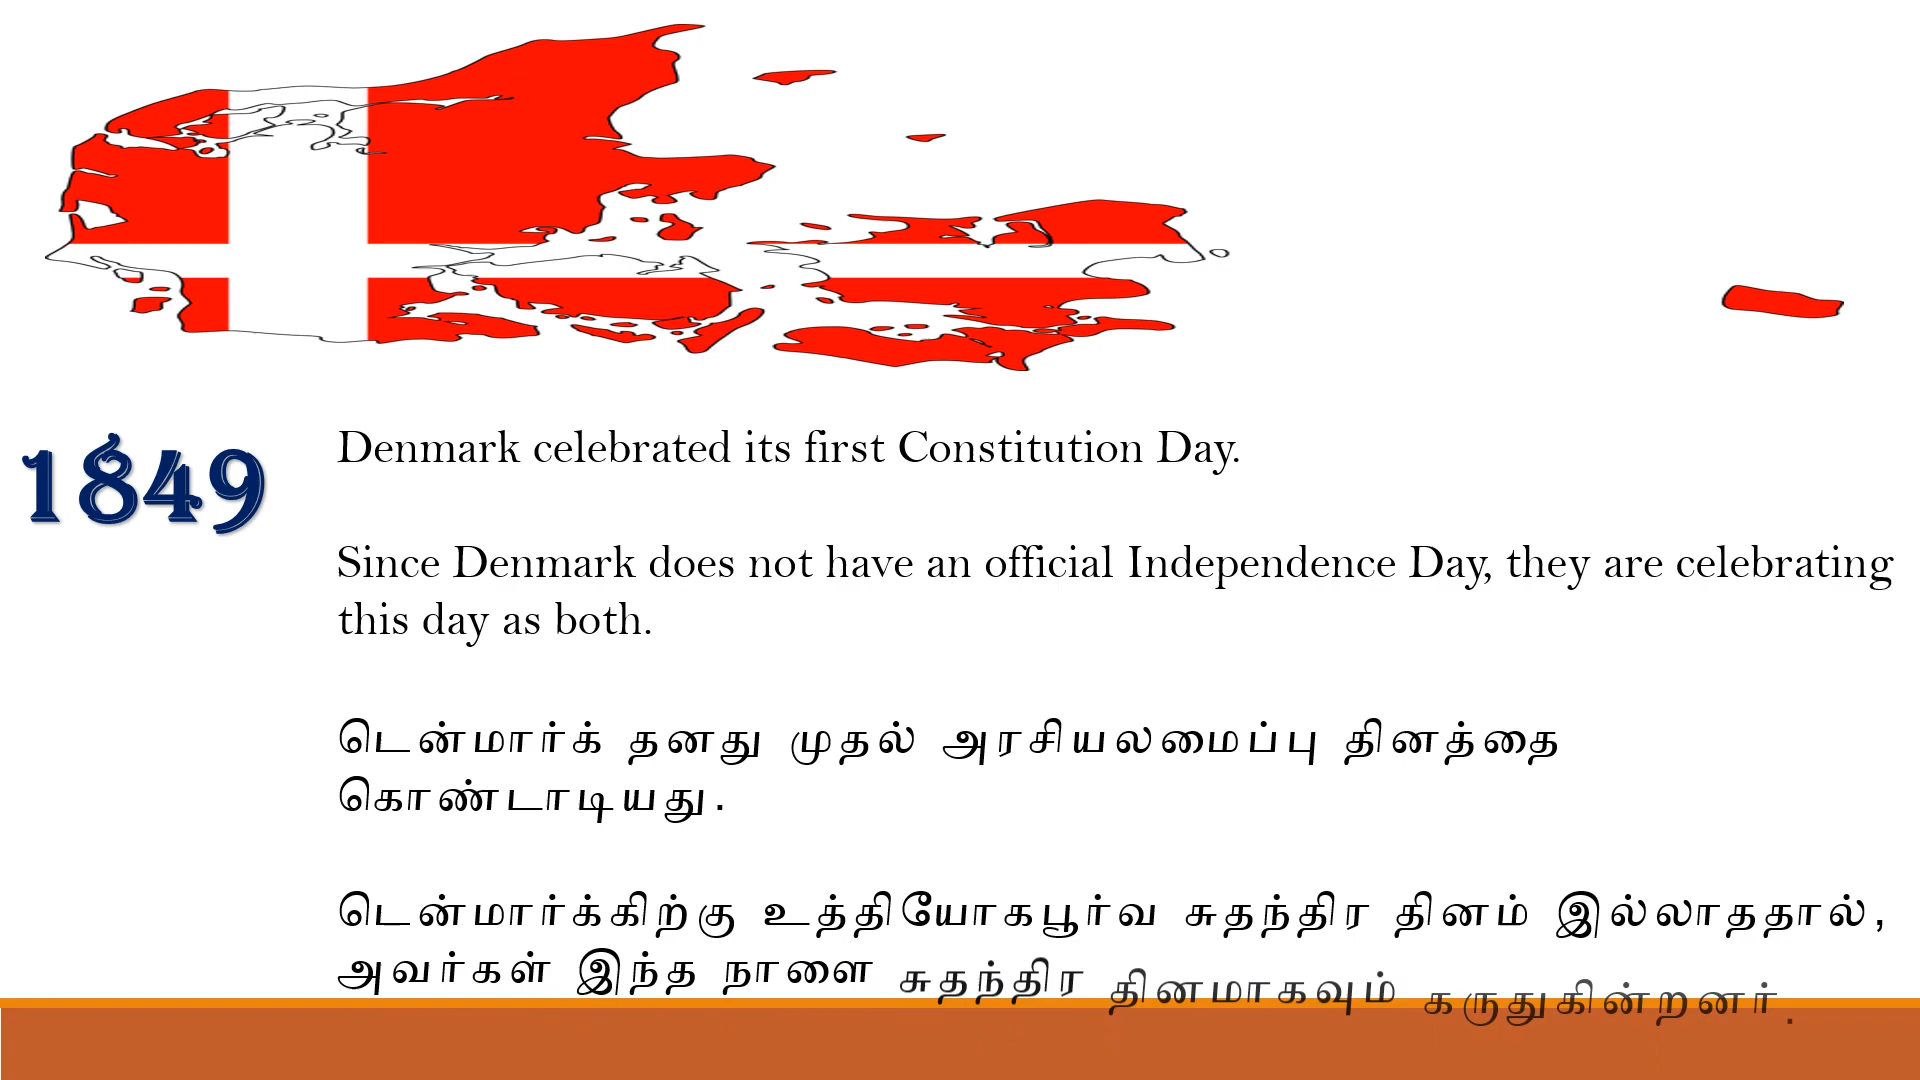 1849
Denmark celebrated its first Constitution Day.
Since Denmark does not have an official Independence Day, they are celebrating
this day as both.
டென்மார்க் தனது முதல் அரசியலமைப்பு தினத்தை
கொண்டாடியது.
டென்மார்க்கிற்கு உத்தியோகபூர்வ சுதந்திர தினம் இல்லாததால்,
அவர்கள் இந்த நாளை சுதந்திர தினமாகவும் கருதுகின்றனர்.